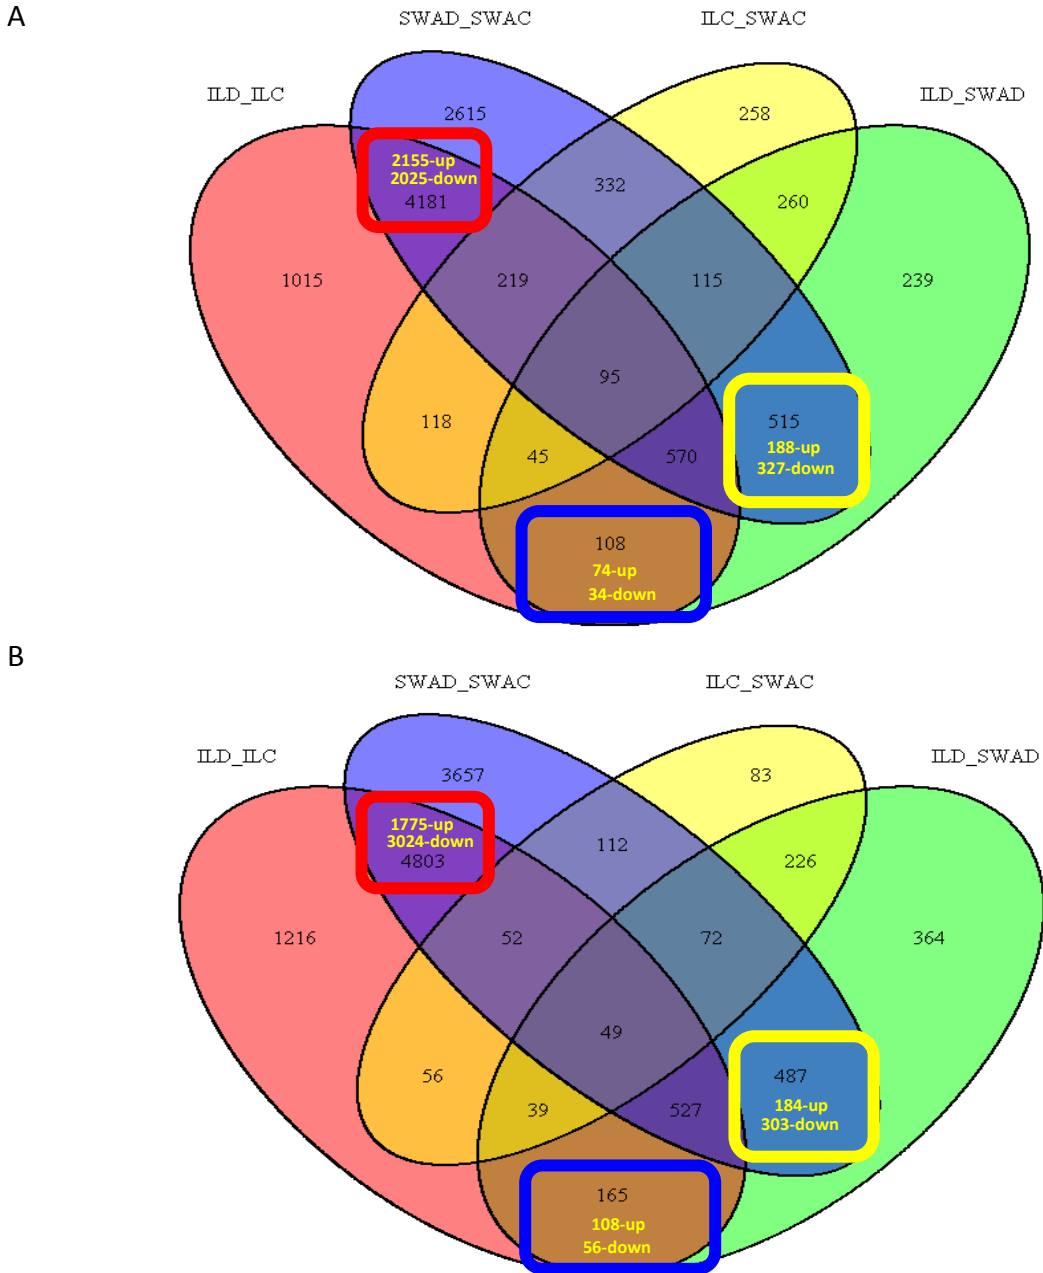 A
SWAD_SWAC
ILC_SWAC
ILD_ILC
ILD_SWAD
2615
258
2155-up
2025-down
4181
332
260
1015
219
115
239
95
118
515
188-up
327-down
45
570
108
74-up
34-down
B
SWAD_SWAC
ILC_SWAC
ILD_ILC
ILD_SWAD
3657
83
1775-up
3024-down
4803
112
226
1216
52
72
364
49
56
487
184-up
303-down
39
527
165
108-up
56-down